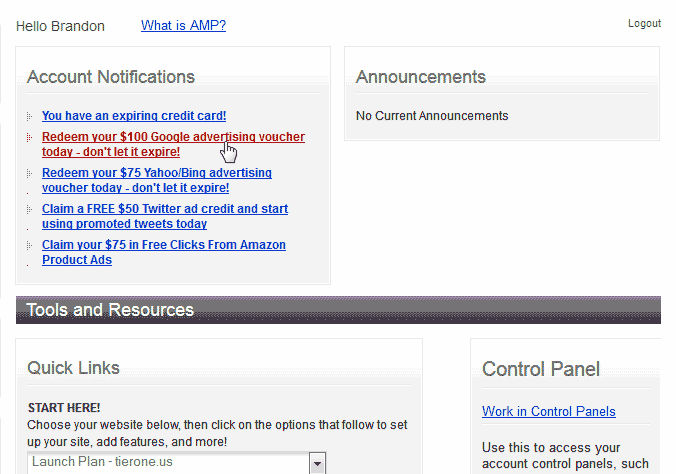 Hello Brandon
What is AMP?
Logout
Account Notifications
You have an expiring credit card!
Redeem your $100 Google advertising voucher
today - don't let it expire!
Redeem your $75 Yahoo/Bing advertising
voucher today - don't let it expire!
Claim a FREE $50 Twitter ad credit and start
using promoted tweets today
Claim your $75 in Free Clicks From Amazon
Product Ads
Announcements
No Current Announcements
Tools and Resources
Quick Links
START HERE!
Choose your website below, then click on the options that follow to set
up your site, add features, and more!
Launch Plan - tierone.us
Control Panel
Work in Control Panels
Use this to access your
account control panels, such